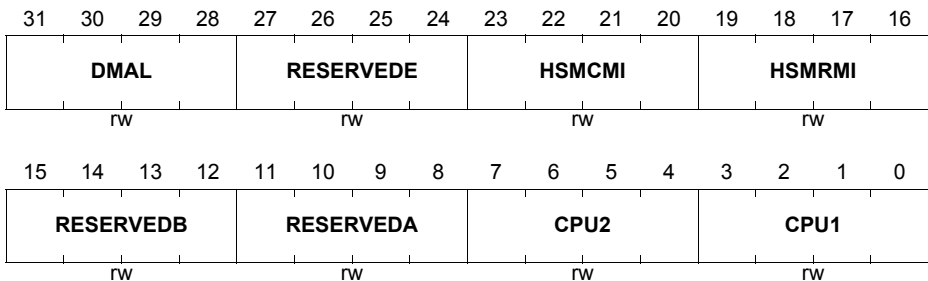 31 30 29 28 27 26 25 24 23 22 21 20 19 18 17 16
DMAL RESERVEDE HSMCMI HSMRMI
rw rw rw rw
15 14 13 12 11 10 9 8 7 6 5 4 3 2 1 0
RESERVEDB RESERVEDA CPU2 CPU1
rw rw rw rw